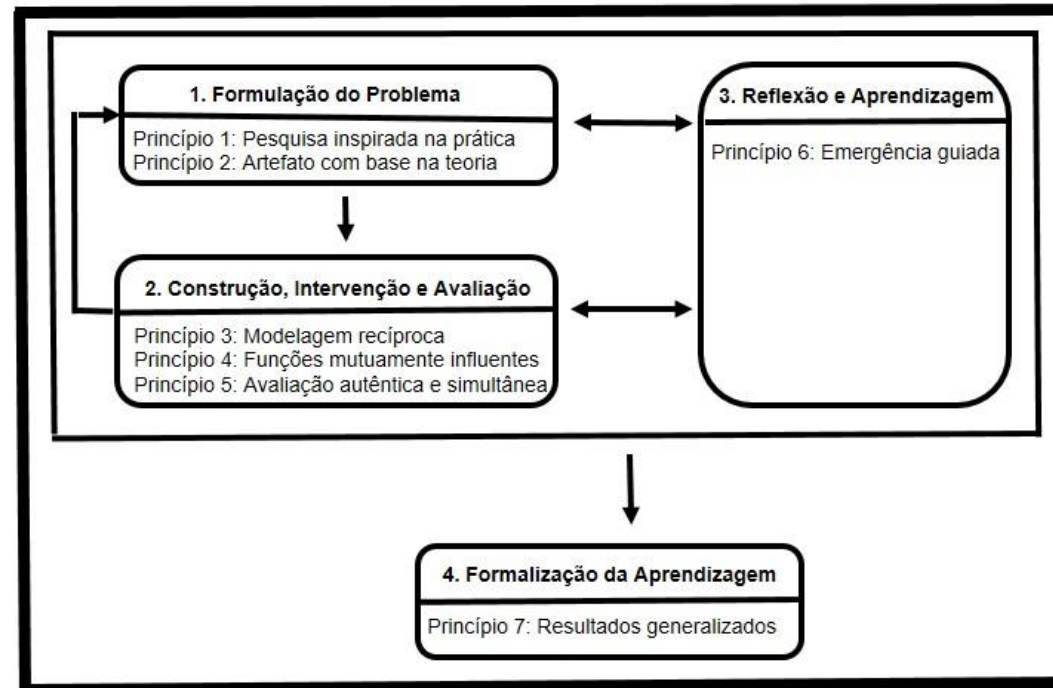 1. Formulação do Problema
Princípio 1: Pesquisa inspirada na prática
Princípio 2: Artefato com base na teoria
2. Construção, Intervenção e Avaliação
Princípio 3: Modelagem recíproca
Princípio 4: Funções mutuamente influentes
Princípio 5: Avaliação autêntica e simultânea
3. Reflexão e Aprendizagem
Princípio 6: Emergência guiada
4. Formalização da Aprendizagem
Princípio 7: Resultados generalizados